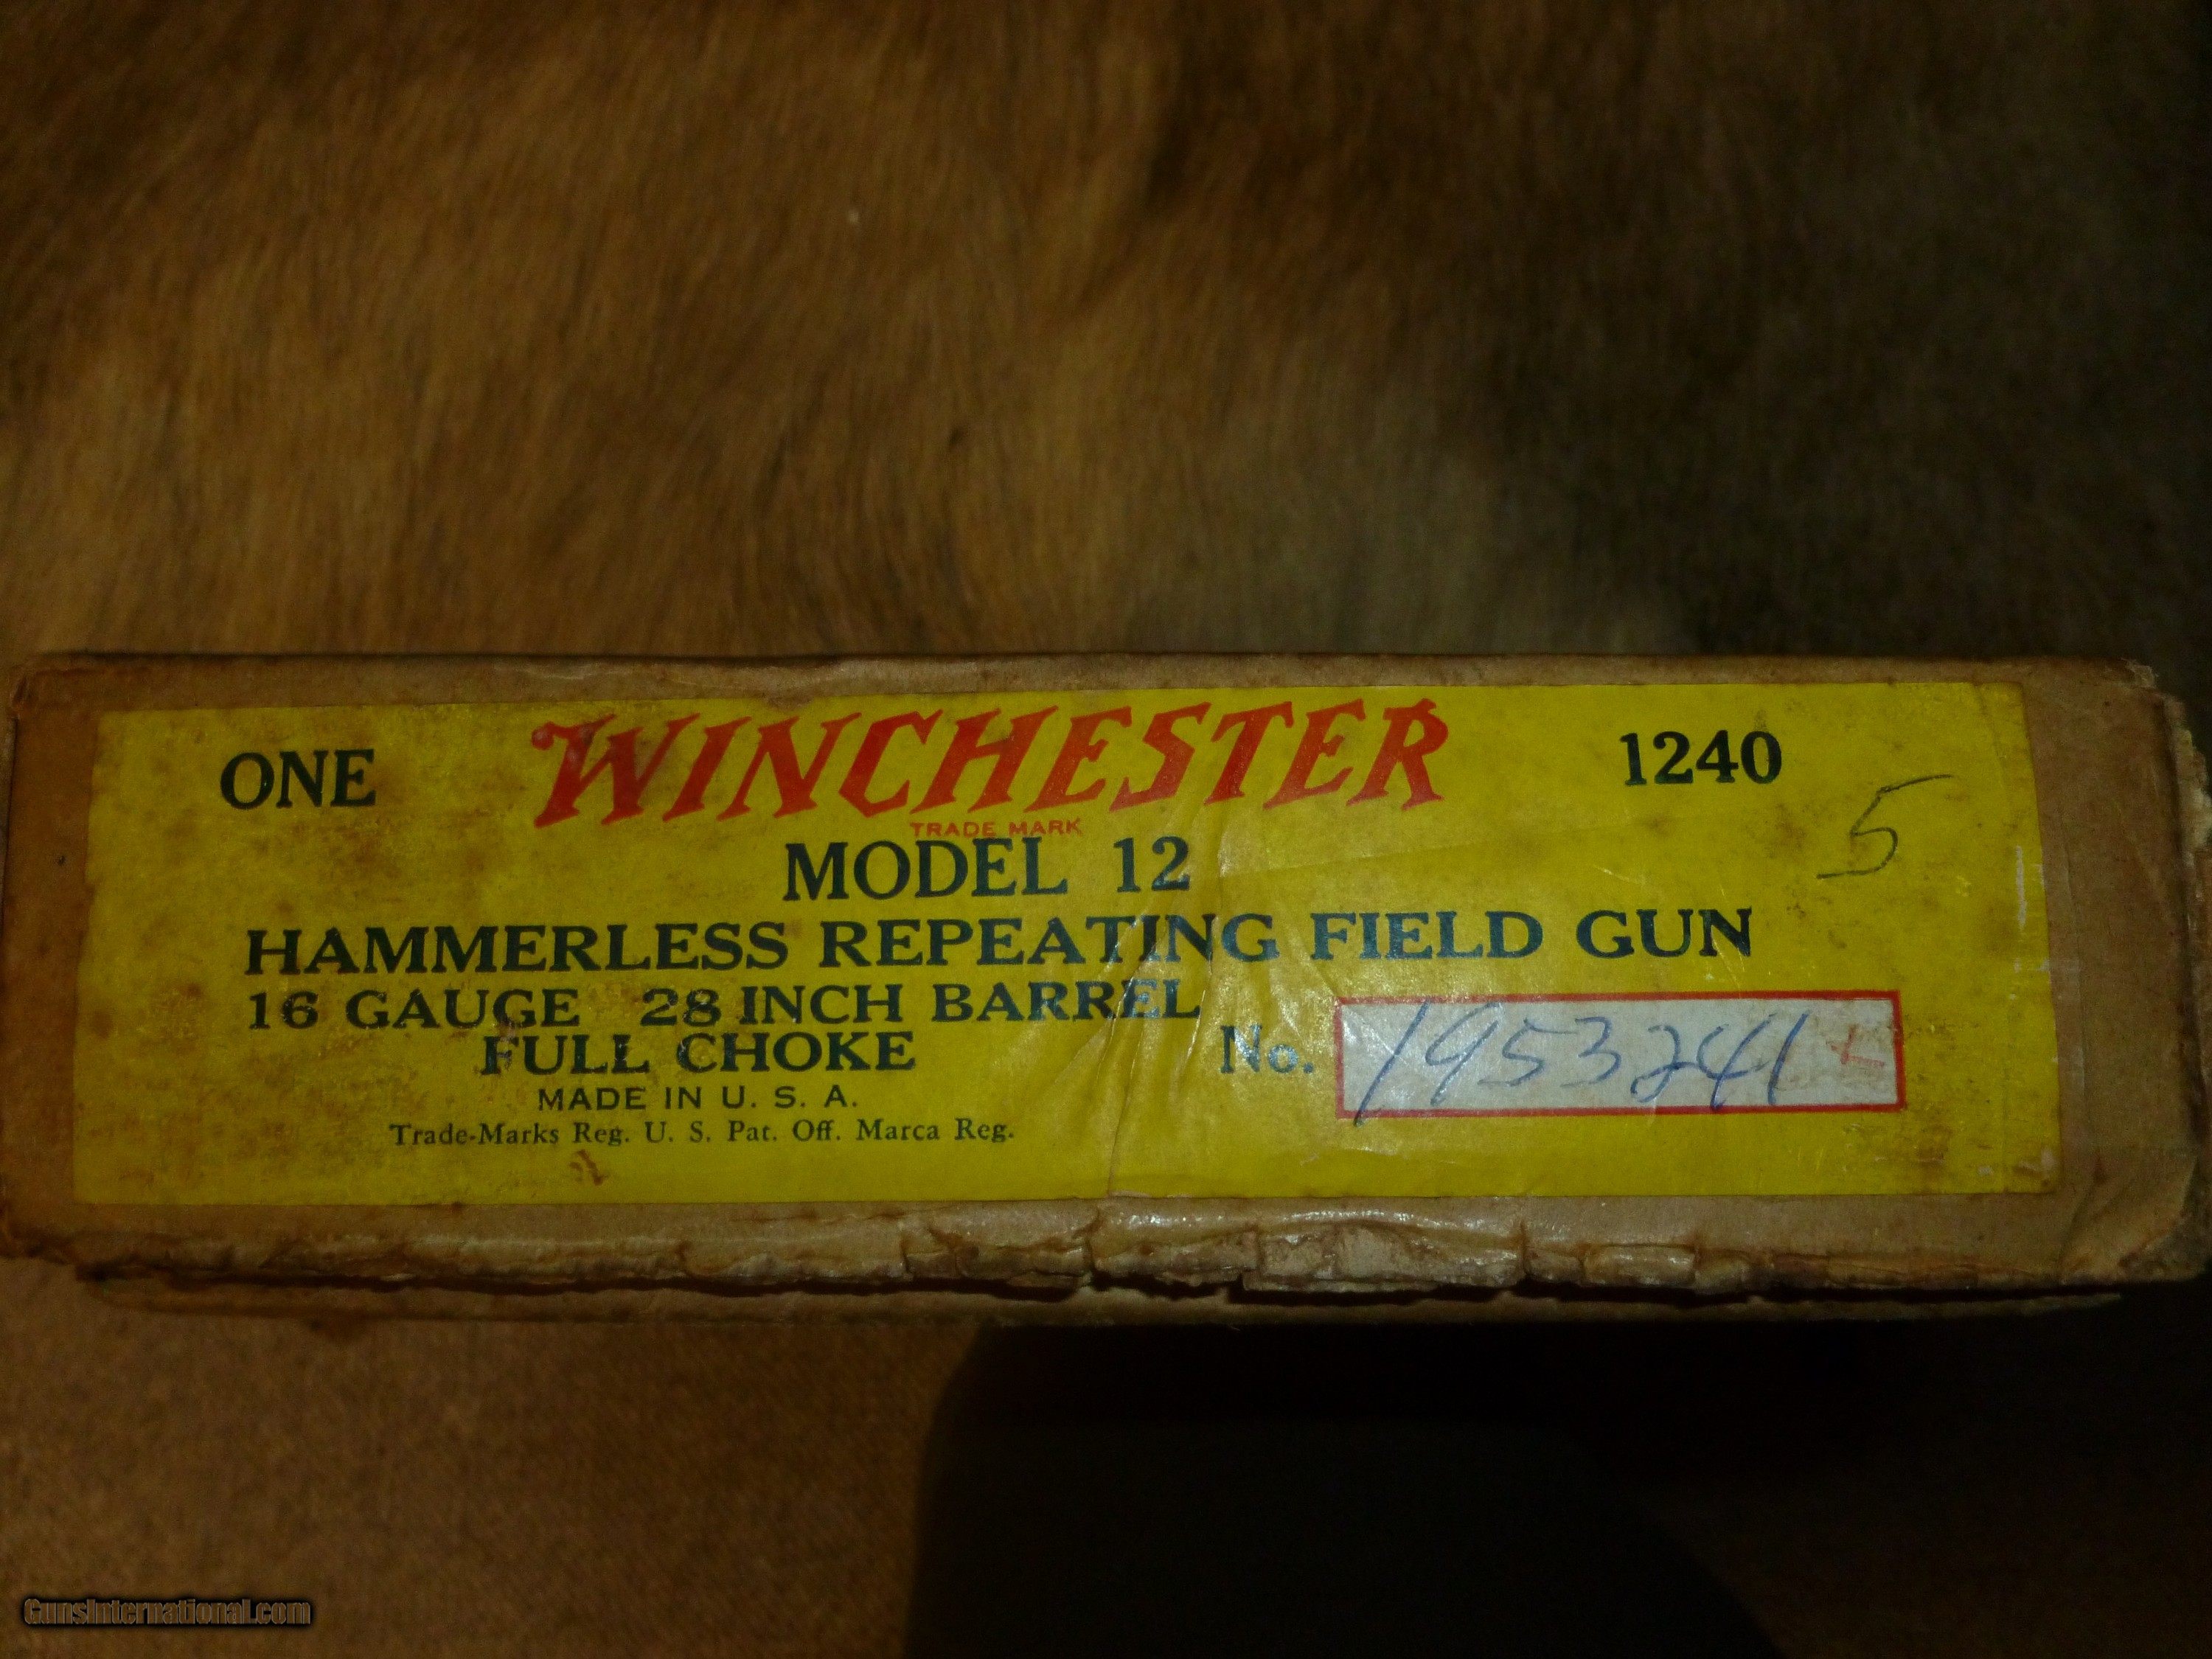 ONE WINCHESTER 1240
TRADE MARK
5
MODEL 12
HAMMERLESS REPEATING FIELD GUN
16 GAUGE 28 INCH BARREL
FULL CHOKE
No. 1953241
MADE IN U. S. A.
Trade-Marks Reg. U. S. Pat. Off. Marca Reg.
GunsInternational.com